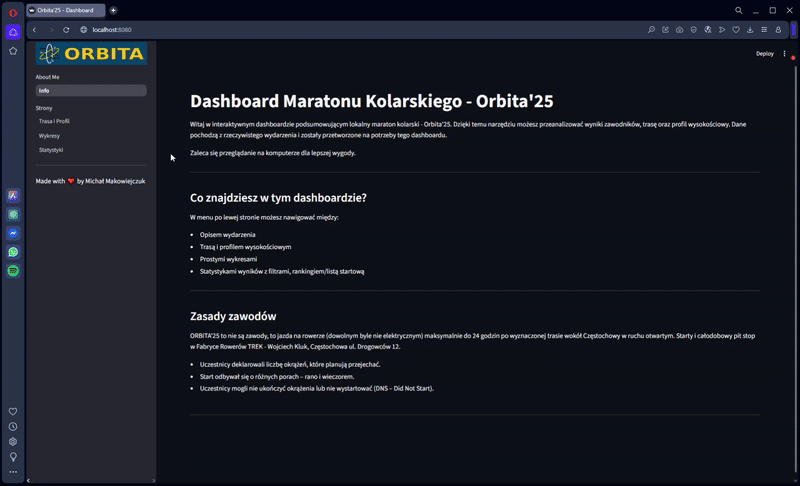 Orbita'25 - Dashboard
localhost:8080
Deploy
ORBITA
About Me
Info
Strony
Trasa i Profil
Wykresy
Statystyki
Made with ❤️ by Michał Makowiejczuk
Dashboard Maratonu Kolarskiego - Orbita'25
Witaj w interaktywnym dashboardzie podsumowującym lokalny maraton kolarski - Orbita'25. Dzięki temu narzędziu możesz przeanalizować wyniki zawodników, trasę oraz profil wysokościowy. Dane
pochodzą z rzeczywistego wydarzenia i zostały przetworzone na potrzeby tego dashboardu.
Zaleca się przeglądanie na komputerze dla lepszej wygody.
Co znajdziesz w tym dashboardzie?
W menu po lewej stronie możesz nawigować między:
• Opisem wydarzenia
• Trasą i profilem wysokościowym
• Prostymi wykresami
• Statystykami wyników z filtrami, rankingiem/listą startową
Zasady zawodów
ORBITA'25 to nie są zawody, to jazda na rowerze (dowolnym byle nie elektrycznym) maksymalnie do 24 godzin po wyznaczonej trasie wokół Częstochowy w ruchu otwartym. Starty i całodobowy pit stop
w Fabryce Rowerów TREK - Wojciech Kluk, Częstochowa ul. Drogowców 12.
• Uczestnicy deklarowali liczbę okrążeń, które planują przejechać.
• Start odbywał się o różnych porach – rano i wieczorem.
• Uczestnicy mogli nie ukończyć okrążenia lub nie wystartować (DNS – Did Not Start).